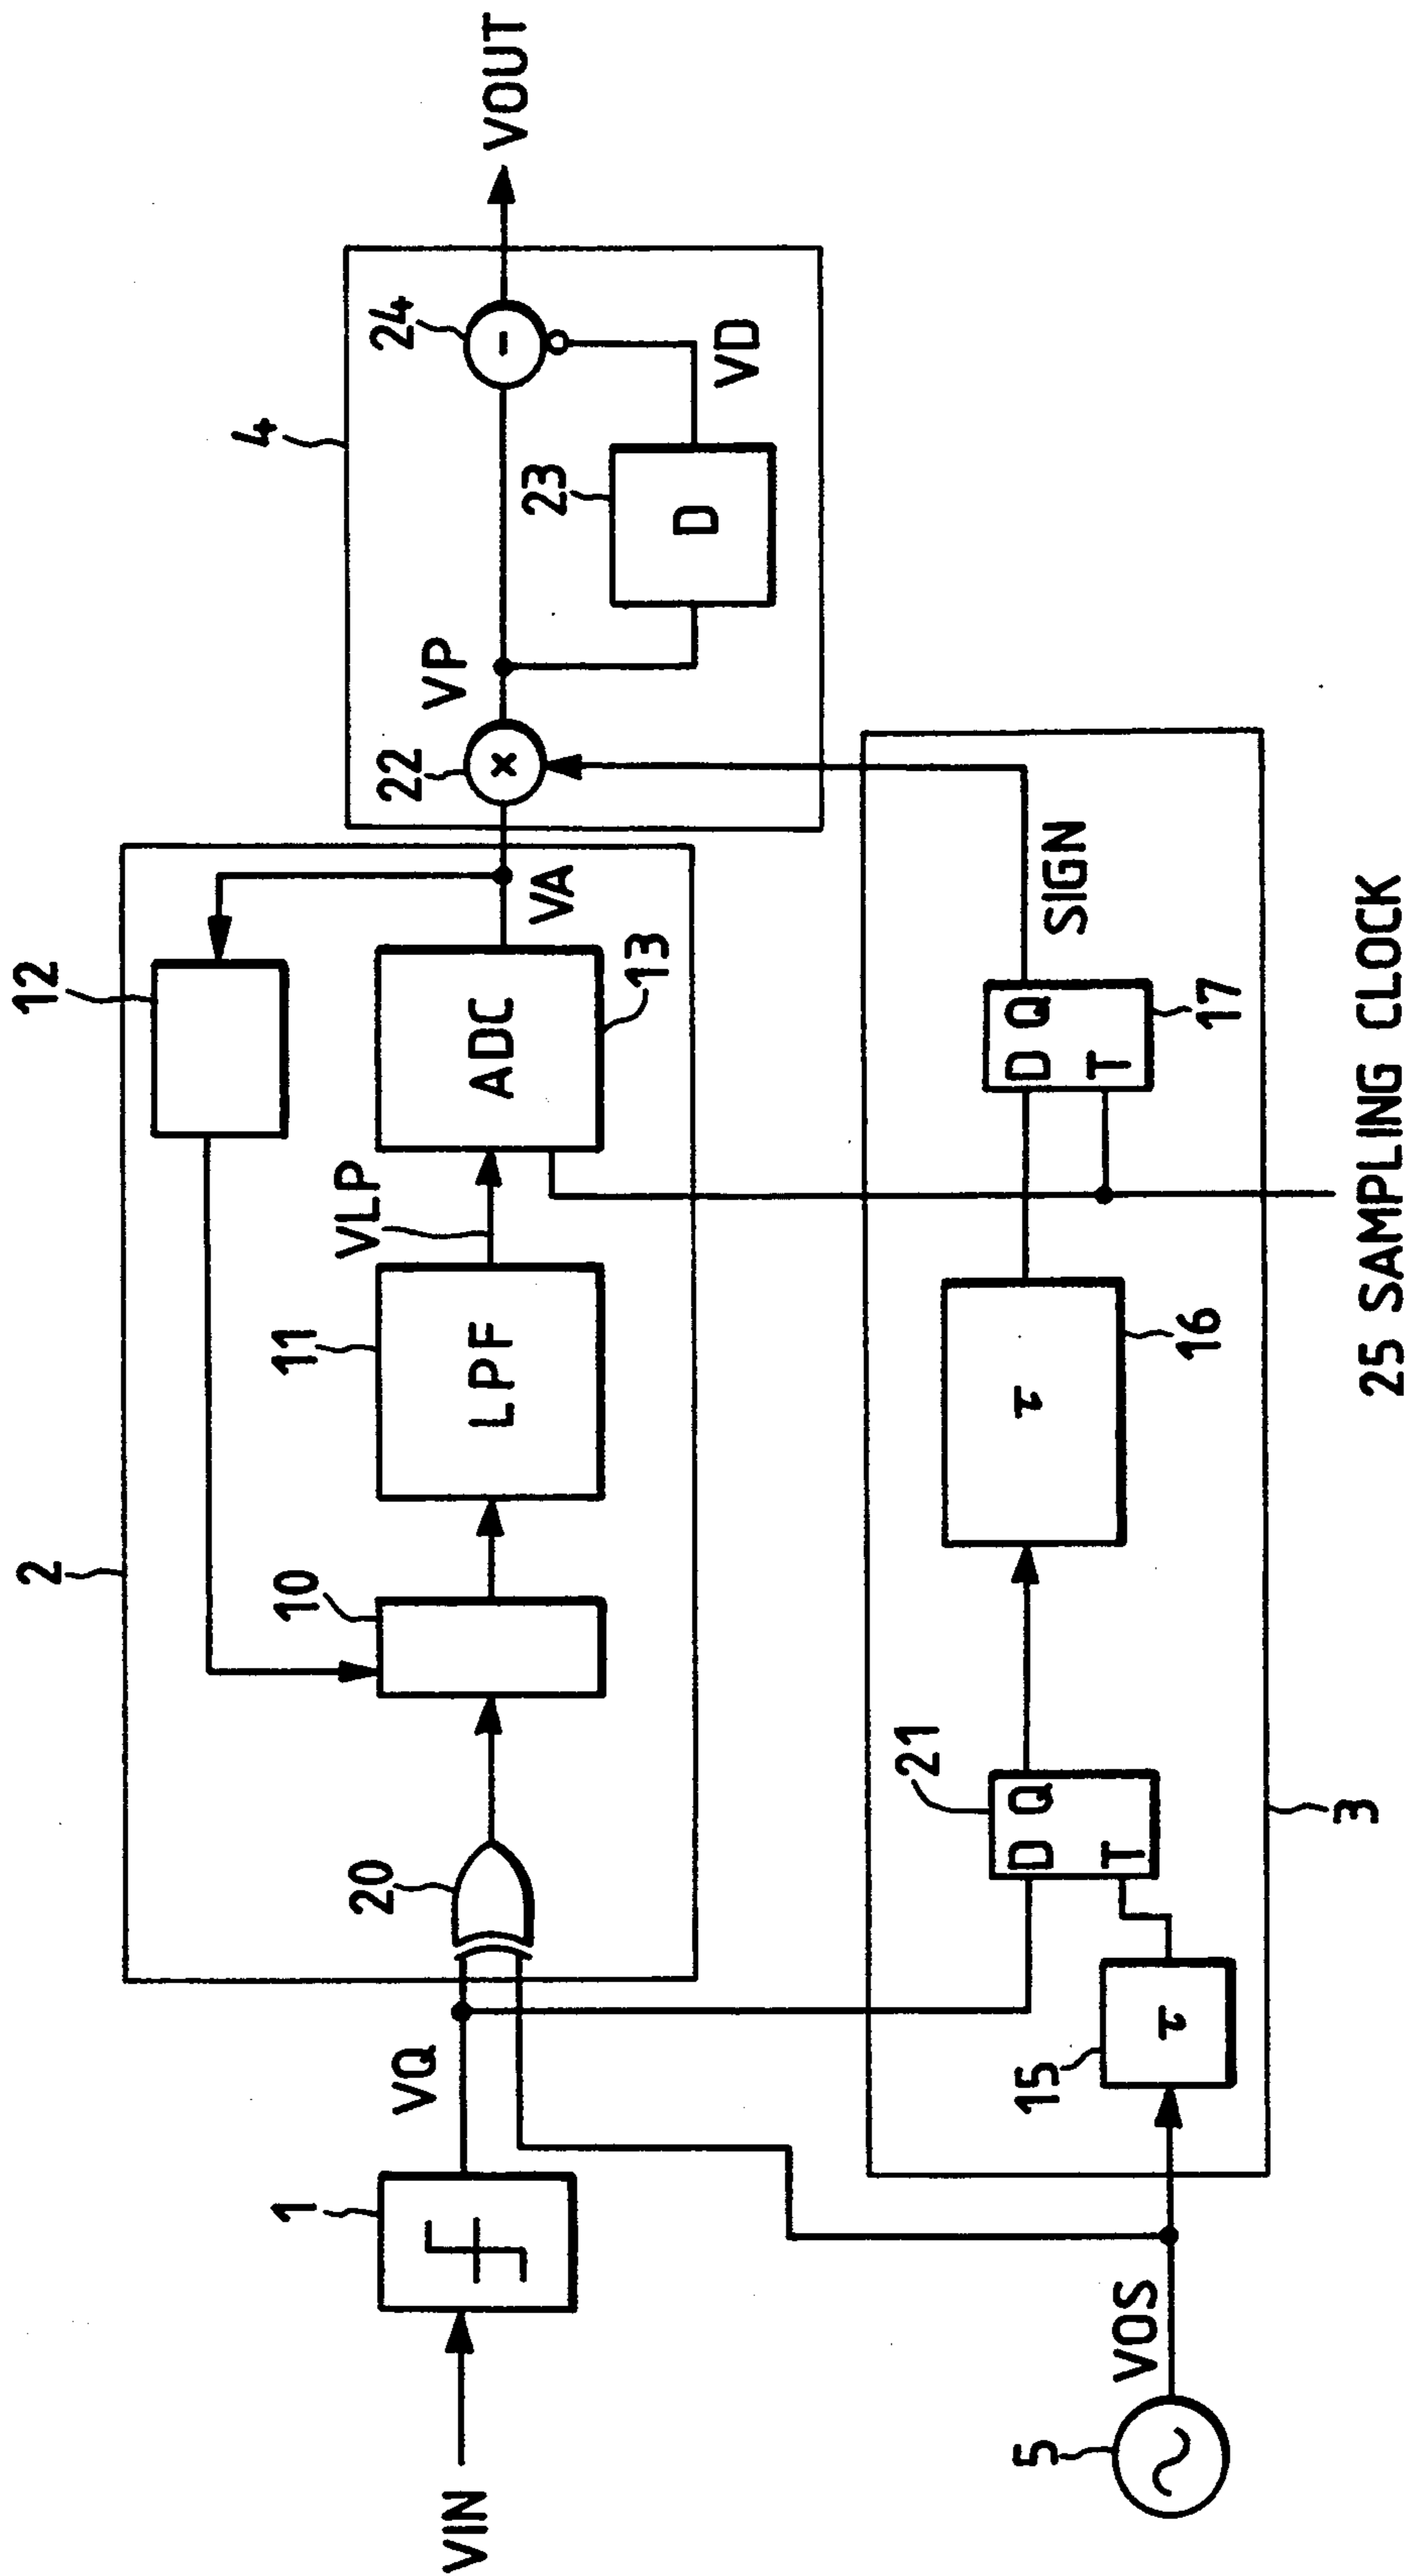 VIN
1
VQ
20
2
10
11
LPF
VLP
12
ADC
13
VA
4
22
×
VP
23
D
VD
24
-
VOUT
5
VOS
15
τ
21
D Q
T
3
16
τ
D Q
T
17
SIGN
25 SAMPLING CLOCK